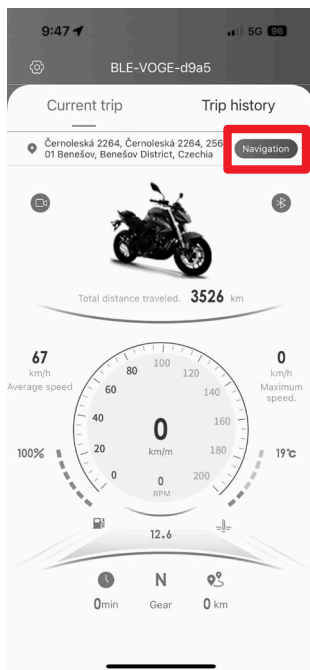 9:47
5G 96
BLE-VOGE-d9a5
Current trip
Trip history
Černoleská 2264, Černoleská 2264, 256
01 Benešov, Benešov District, Czechia
Navigation
Total distance traveled. 3526 km
67
km/h
Average speed
0
km/h
Maximum
speed.
0
20
40
60
80
100
120
140
160
180
200
0
km/m
0
RPM
100%
19°c
12.6
0min
N
Gear
0 km